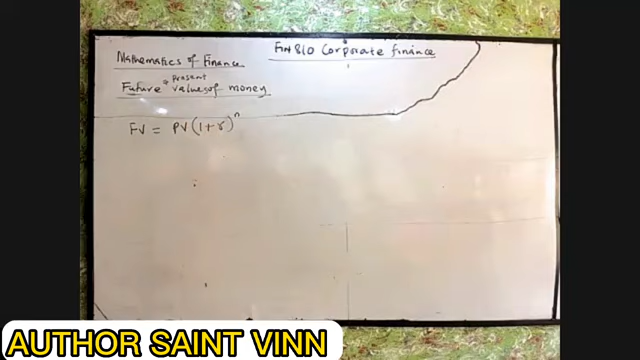 FIN 810 Corporate finance
Mathematics of Finance
Future & Present values of money
FV = PV(1+r)^n
AUTHOR SAINT VINN